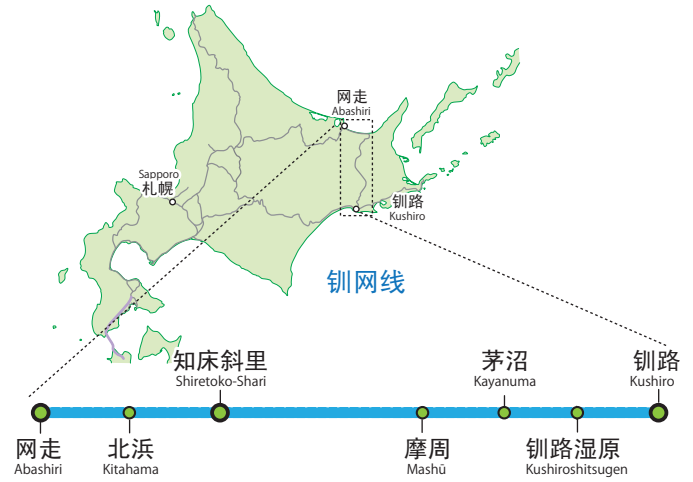 网走
Abashiri
Sapporo
札幌
钏路
Kushiro
钏网线
知床斜里
Shiretoko-Shari
茅沼
Kayanuma
钏路
Kushiro
网走
Abashiri
北浜
Kitahama
摩周
Mashū
钏路湿原
Kushiroshitsugen